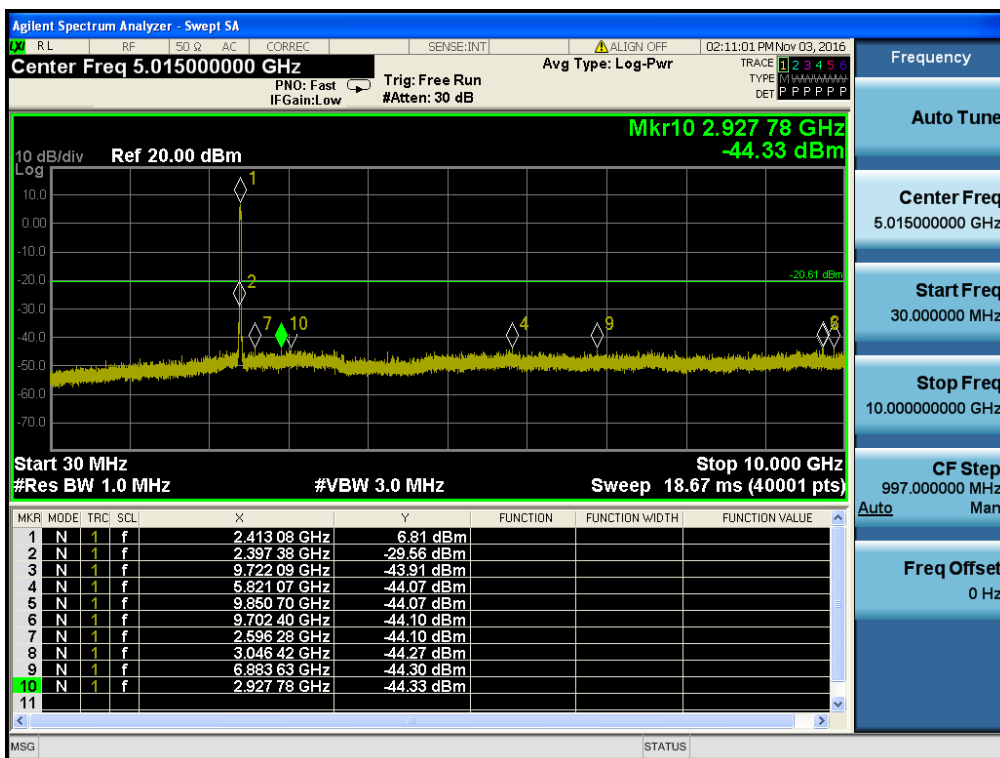 Agilent Spectrum Analyzer - Swept SA
LXI RL RF 50 Ω AC CORREC SENSE:INT ALIGN OFF 02:11:01 PM Nov 03, 2016
Center Freq 5.015000000 GHz
PNO: Fast
IFGain:Low
Trig: Free Run
#Atten: 30 dB
Avg Type: Log-Pwr
TRACE 1 2 3 4 5 6
TYPE M WWWWW
DET P P P P P P
Mkr10 2.927 78 GHz
-44.33 dBm
10 dB/div Ref 20.00 dBm
Log
10.0
0.00
-10.0
-20.0
-30.0
-40.0
-50.0
-60.0
-70.0
1
2
7
10
4
9
-20.61 dBm
Start 30 MHz Stop 10.000 GHz
#Res BW 1.0 MHz #VBW 3.0 MHz Sweep 18.67 ms (40001 pts)
MKR MODE TRC SCL X Y FUNCTION FUNCTION WIDTH FUNCTION VALUE
1 N 1 f 2.413 08 GHz 6.81 dBm
2 N 1 f 2.397 38 GHz -29.56 dBm
3 N 1 f 9.722 09 GHz -43.91 dBm
4 N 1 f 5.821 07 GHz -44.07 dBm
5 N 1 f 9.850 70 GHz -44.07 dBm
6 N 1 f 9.702 40 GHz -44.10 dBm
7 N 1 f 2.596 28 GHz -44.10 dBm
8 N 1 f 3.046 42 GHz -44.27 dBm
9 N 1 f 6.883 63 GHz -44.30 dBm
10 N 1 f 2.927 78 GHz -44.33 dBm
11
MSG STATUS
Frequency
Auto Tune
Center Freq
5.015000000 GHz
Start Freq
30.000000 MHz
Stop Freq
10.000000000 GHz
CF Step
997.000000 MHz
Auto Man
Freq Offset
0 Hz